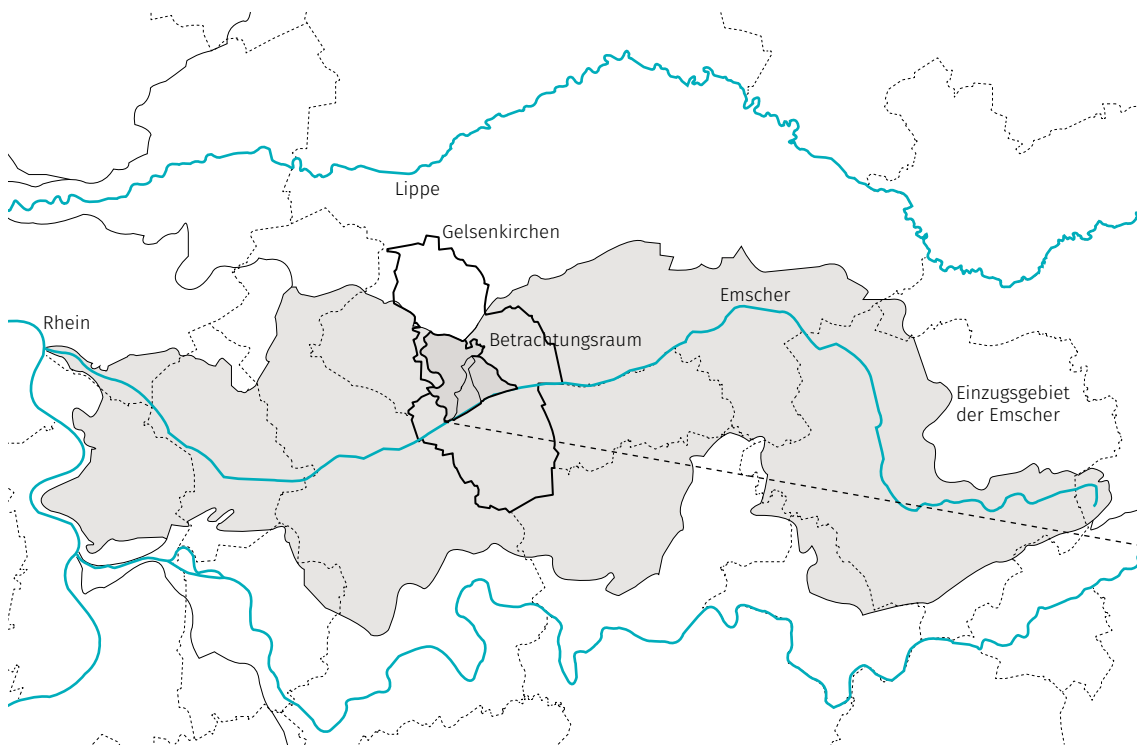 Lippe
Gelsenkirchen
Emscher
Rhein
Betrachtungsraum
Einzugsgebiet
der Emscher